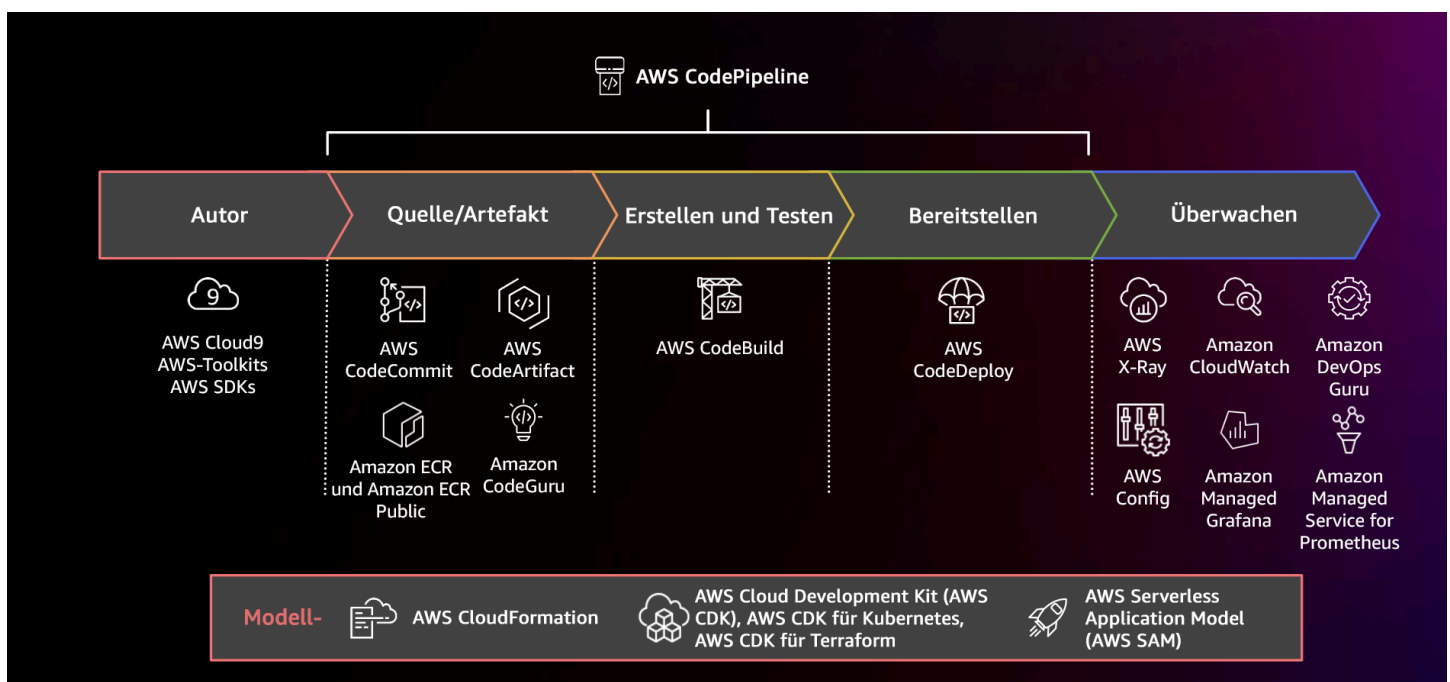 </>
AWS CodePipeline
Autor
Quelle/Artefakt
Erstellen und Testen
Bereitstellen
Überwachen
9
AWS Cloud9
AWS-Toolkits
AWS SDKs
</>
AWS
CodeCommit
</>
AWS
CodeArtifact
Amazon ECR
und Amazon ECR
Public
</>
Amazon
CodeGuru
</>
AWS CodeBuild
</>
AWS
CodeDeploy
AWS
X-Ray
Amazon
CloudWatch
Amazon
DevOps
Guru
AWS
Config
Amazon
Managed
Grafana
Amazon
Managed
Service for
Prometheus
Modell-
AWS CloudFormation
AWS Cloud Development Kit (AWS
CDK), AWS CDK für Kubernetes,
AWS CDK für Terraform
AWS Serverless
Application Model
(AWS SAM)